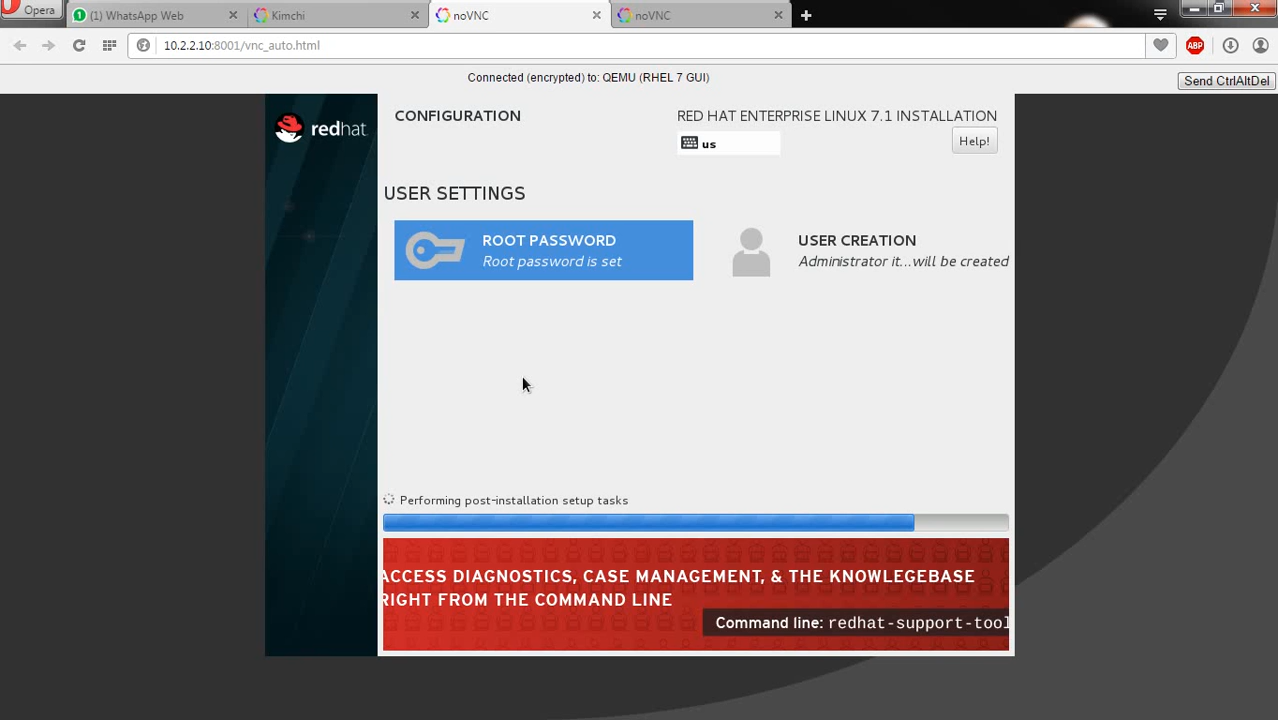 Opera
(1) WhatsApp Web
Kimchi
noVNC
noVNC
10.2.2.10:8001/vnc_auto.html
ABP
Connected (encrypted) to: QEMU (RHEL 7 GUI)
Send CtrlAltDel
redhat.
CONFIGURATION
RED HAT ENTERPRISE LINUX 7.1 INSTALLATION
us
Help!
USER SETTINGS
ROOT PASSWORD
Root password is set
USER CREATION
Administrator it...will be created
Performing post-installation setup tasks
ACCESS DIAGNOSTICS, CASE MANAGEMENT, & THE KNOWLEGEBASE
RIGHT FROM THE COMMAND LINE
Command line: redhat-support-tool